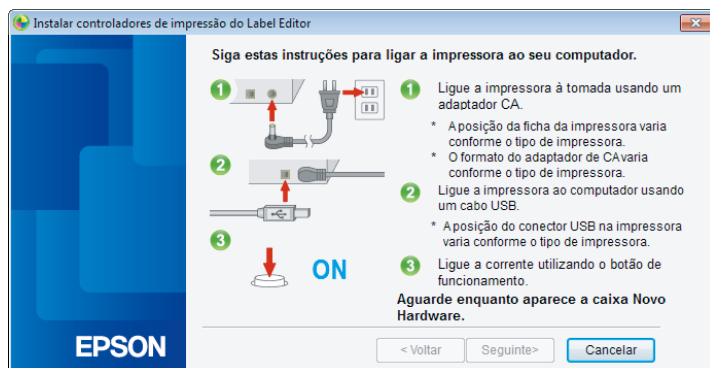 Instalar controladores de impressão do Label Editor
Siga estas instruções para ligar a impressora ao seu computador.
1
1
Ligue a impressora à tomada usando um
adaptador CA.
* A posição da ficha da impressora varia
conforme o tipo de impressora.
* O formato do adaptador de CA varia
conforme o tipo de impressora.
2
2
Ligue a impressora ao computador usando
um cabo USB.
* A posição do conector USB na impressora
varia conforme o tipo de impressora.
3
ON
3
Ligue a corrente utilizando o botão de
funcionamento.
Aguarde enquanto aparece a caixa Novo
Hardware.
EPSON
< Voltar
Seguinte>
Cancelar